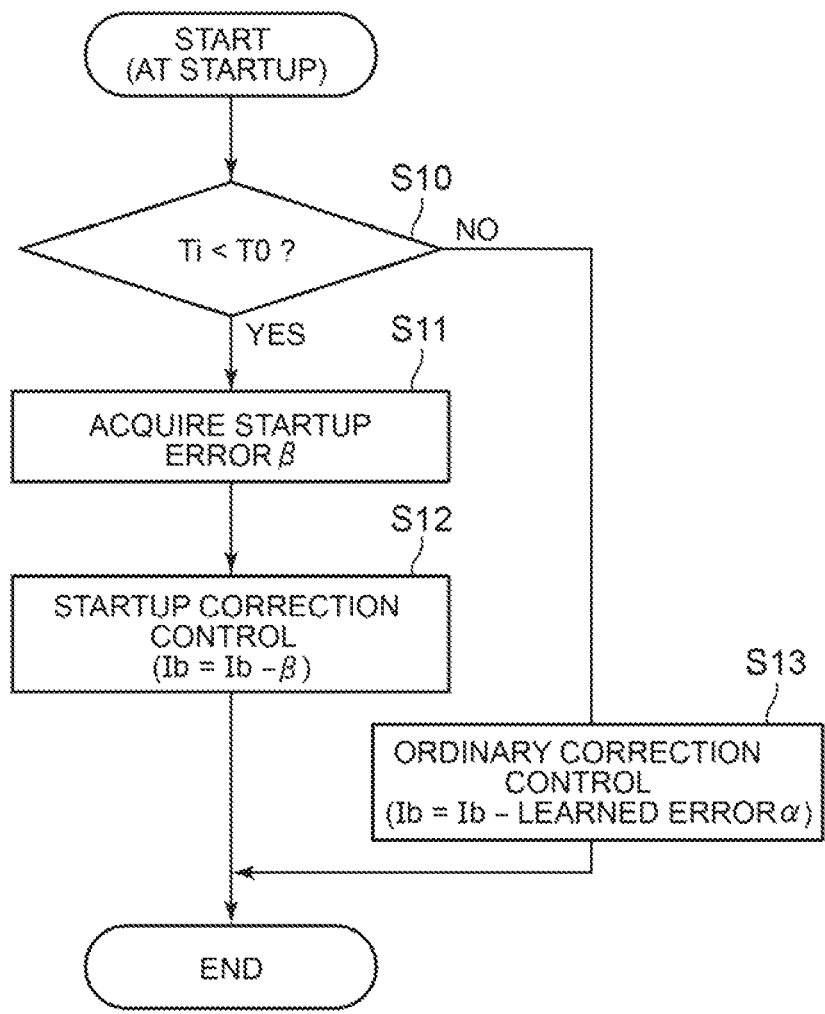 START
(AT STARTUP)
S10
Ti < T0 ?
NO
YES
S11
ACQUIRE STARTUP
ERROR β
S12
STARTUP CORRECTION
CONTROL
(Ib = Ib – β)
S13
ORDINARY CORRECTION
CONTROL
(Ib = Ib – LEARNED ERROR α)
END